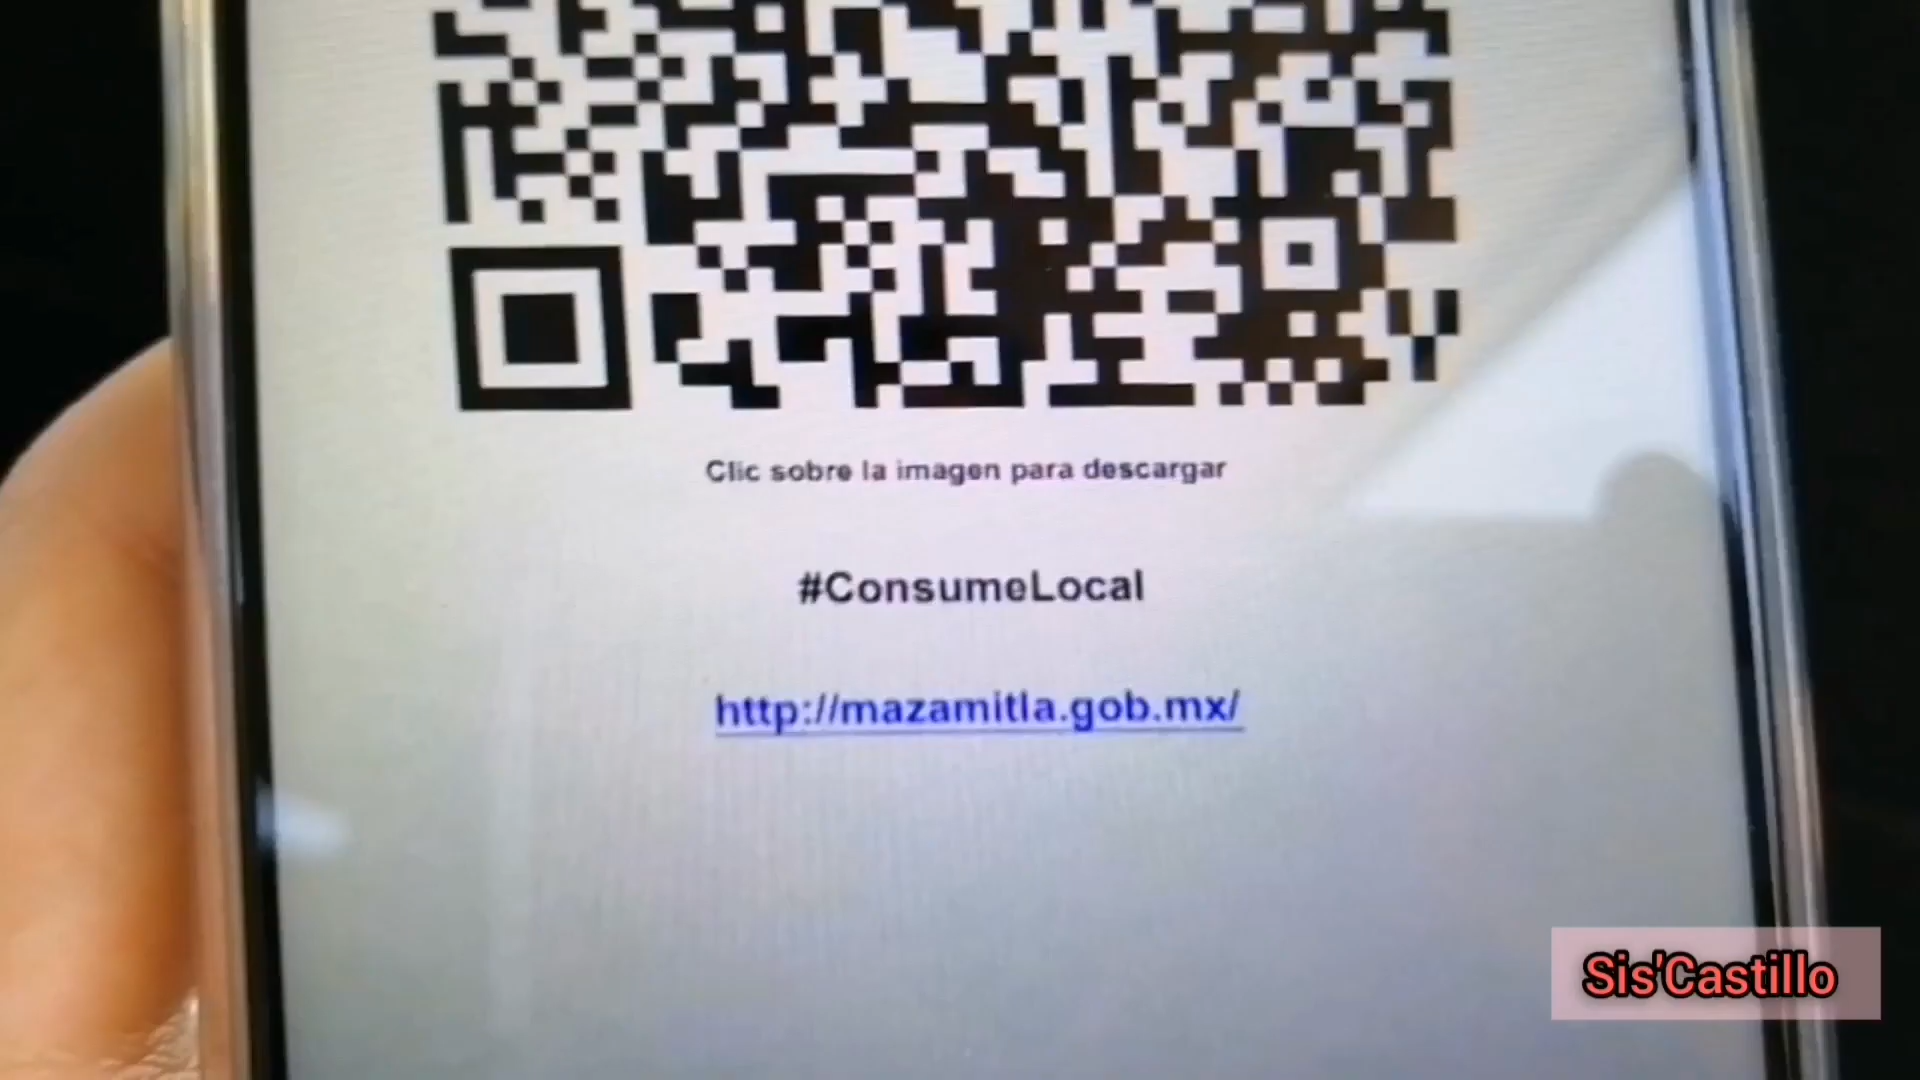 Clic sobre la imagen para descargar
#ConsumeLocal
http://mazamitla.gob.mx/
Sis'Castillo